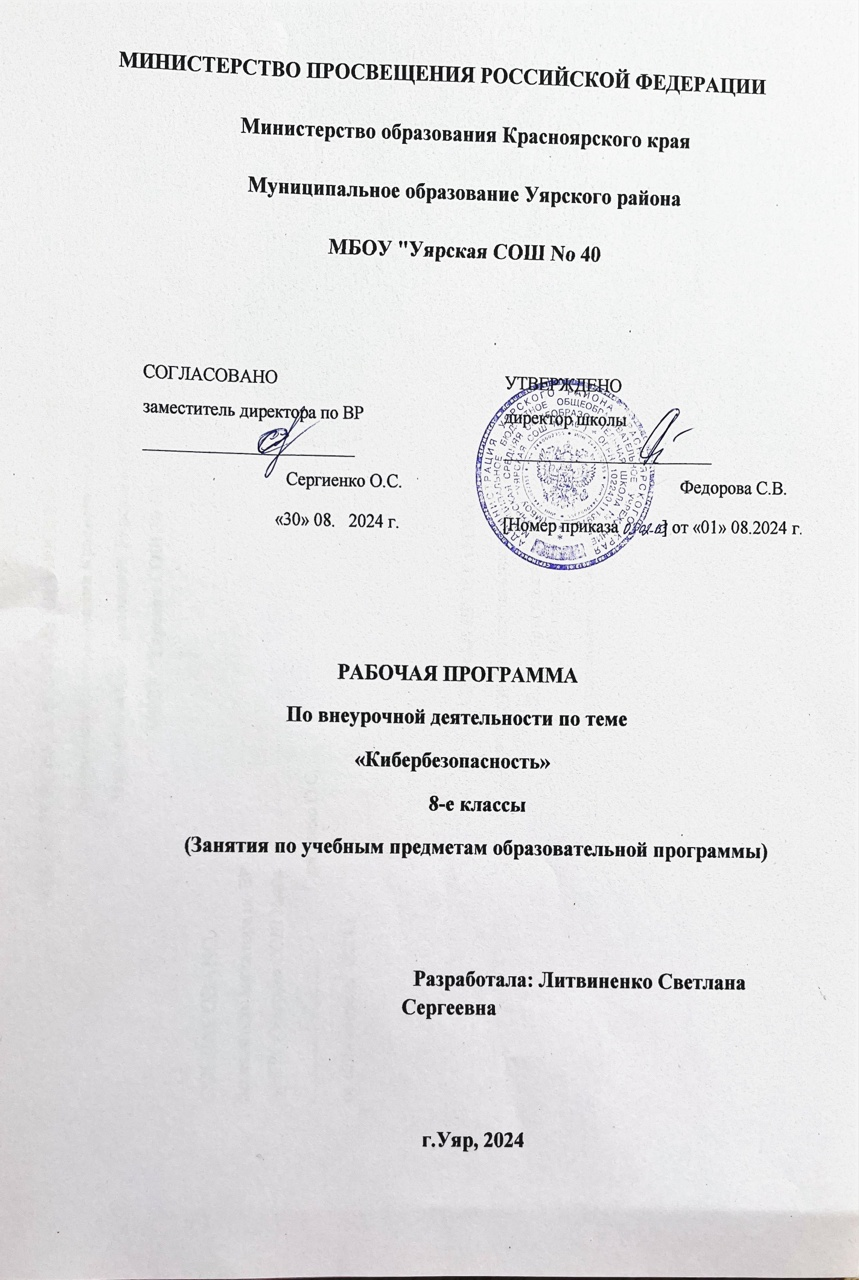 МИНИСТЕРСТВО ПРОСВЕЩЕНИЯ РОССИЙСКОЙ ФЕДЕРАЦИИ
Министерство образования Красноярского края
Муниципальное образование Уярского района
МБОУ "Уярская СОШ No 40
СОГЛАСОВАНО
заместитель директора по ВР
Сергиенко О.С.
«30» 08. 2024 г.
УТВЕРЖДЕНО
директор школы
Федорова С.В.
[Номер приказа ] от «01» 08.2024 г.
РАБОЧАЯ ПРОГРАММА
По внеурочной деятельности по теме
«Кибербезопасность»
8-е классы
(Занятия по учебным предметам образовательной программы)
Разработала: Литвиненко Светлана
Сергеевна
г.Уяр, 2024